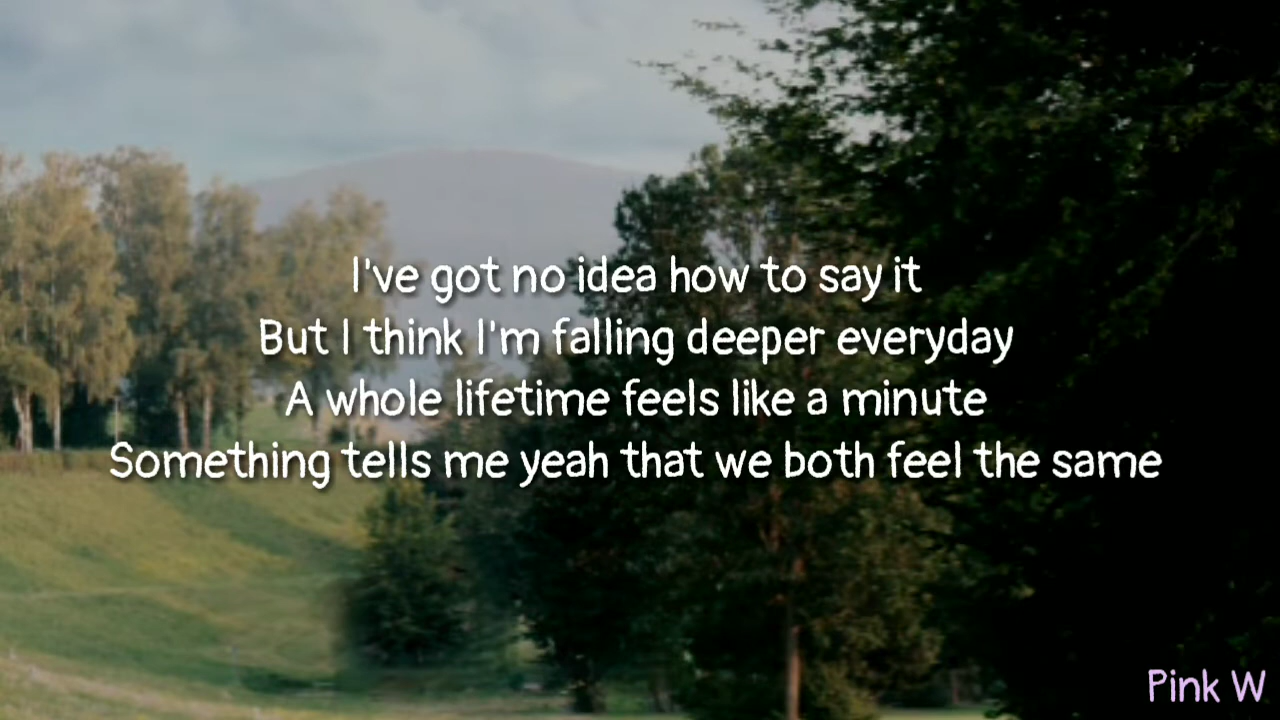 I've got no idea how to say it
But I think I'm falling deeper everyday
A whole lifetime feels like a minute
Something tells me yeah that we both feel the same
Pink W